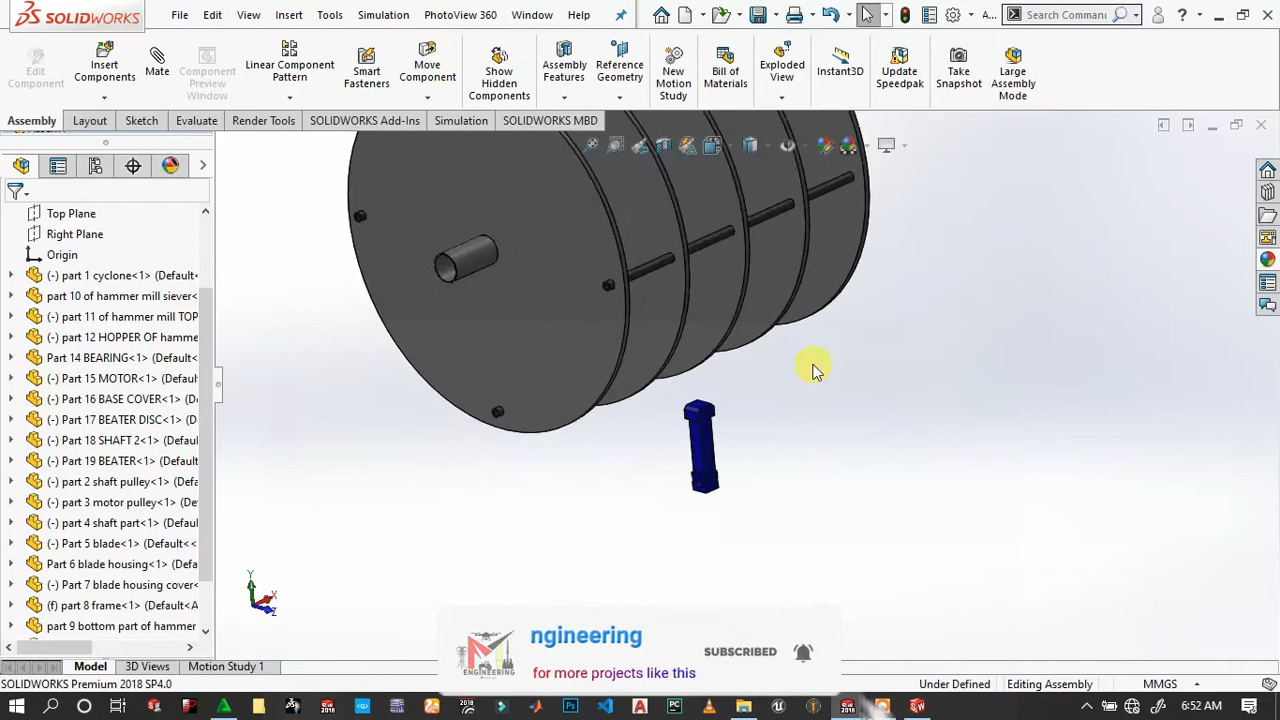 SOLIDWORKS
File Edit View Insert Tools Simulation PhotoView 360 Window Help
A... Search Commanc
Edit Component
Insert Components
Mate
Component Preview Window
Linear Component Pattern
Smart Fasteners
Move Component
Show Hidden Components
Assembly Features
Reference Geometry
New Motion Study
Bill of Materials
Exploded View
Instant3D
Update Speedpak
Take Snapshot
Large Assembly Mode
Assembly Layout Sketch Evaluate Render Tools SOLIDWORKS Add-Ins Simulation SOLIDWORKS MBD
Top Plane
Right Plane
Origin
(-) part 1 cyclone<1> (Default<
part 10 of hammer mill siever<
part 11 of hammer mill TOP
part 12 HOPPER OF hamme
Part 14 BEARING<1> (Default<
(-) Part 15 MOTOR<1> (Defaul
(-) Part 16 BASE COVER<1> (D
(-) Part 17 BEATER DISC<1> (D
(-) Part 18 SHAFT 2<1> (Defaul
(-) Part 19 BEATER<1> (Defaul
(-) part 2 shaft pulley<1> (Defa
(-) part 3 motor pulley<1> (Def
(-) part 4 shaft part<1> (Defaul
(-) Part 5 blade<1> (Default<<
Part 6 blade housing<1> (Defa
(-) Part 7 blade housing cover<
(f) part 8 frame<1> (Default<A
part 9 bottom part of hammer
Y
X
Z
ngineering
for more projects like this
SUBSCRIBED
ENGINEERING
Model 3D Views Motion Study 1
SOLIDWORKS Premium 2018 SP4.0
Under Defined Editing Assembly MMGS
6:52 AM